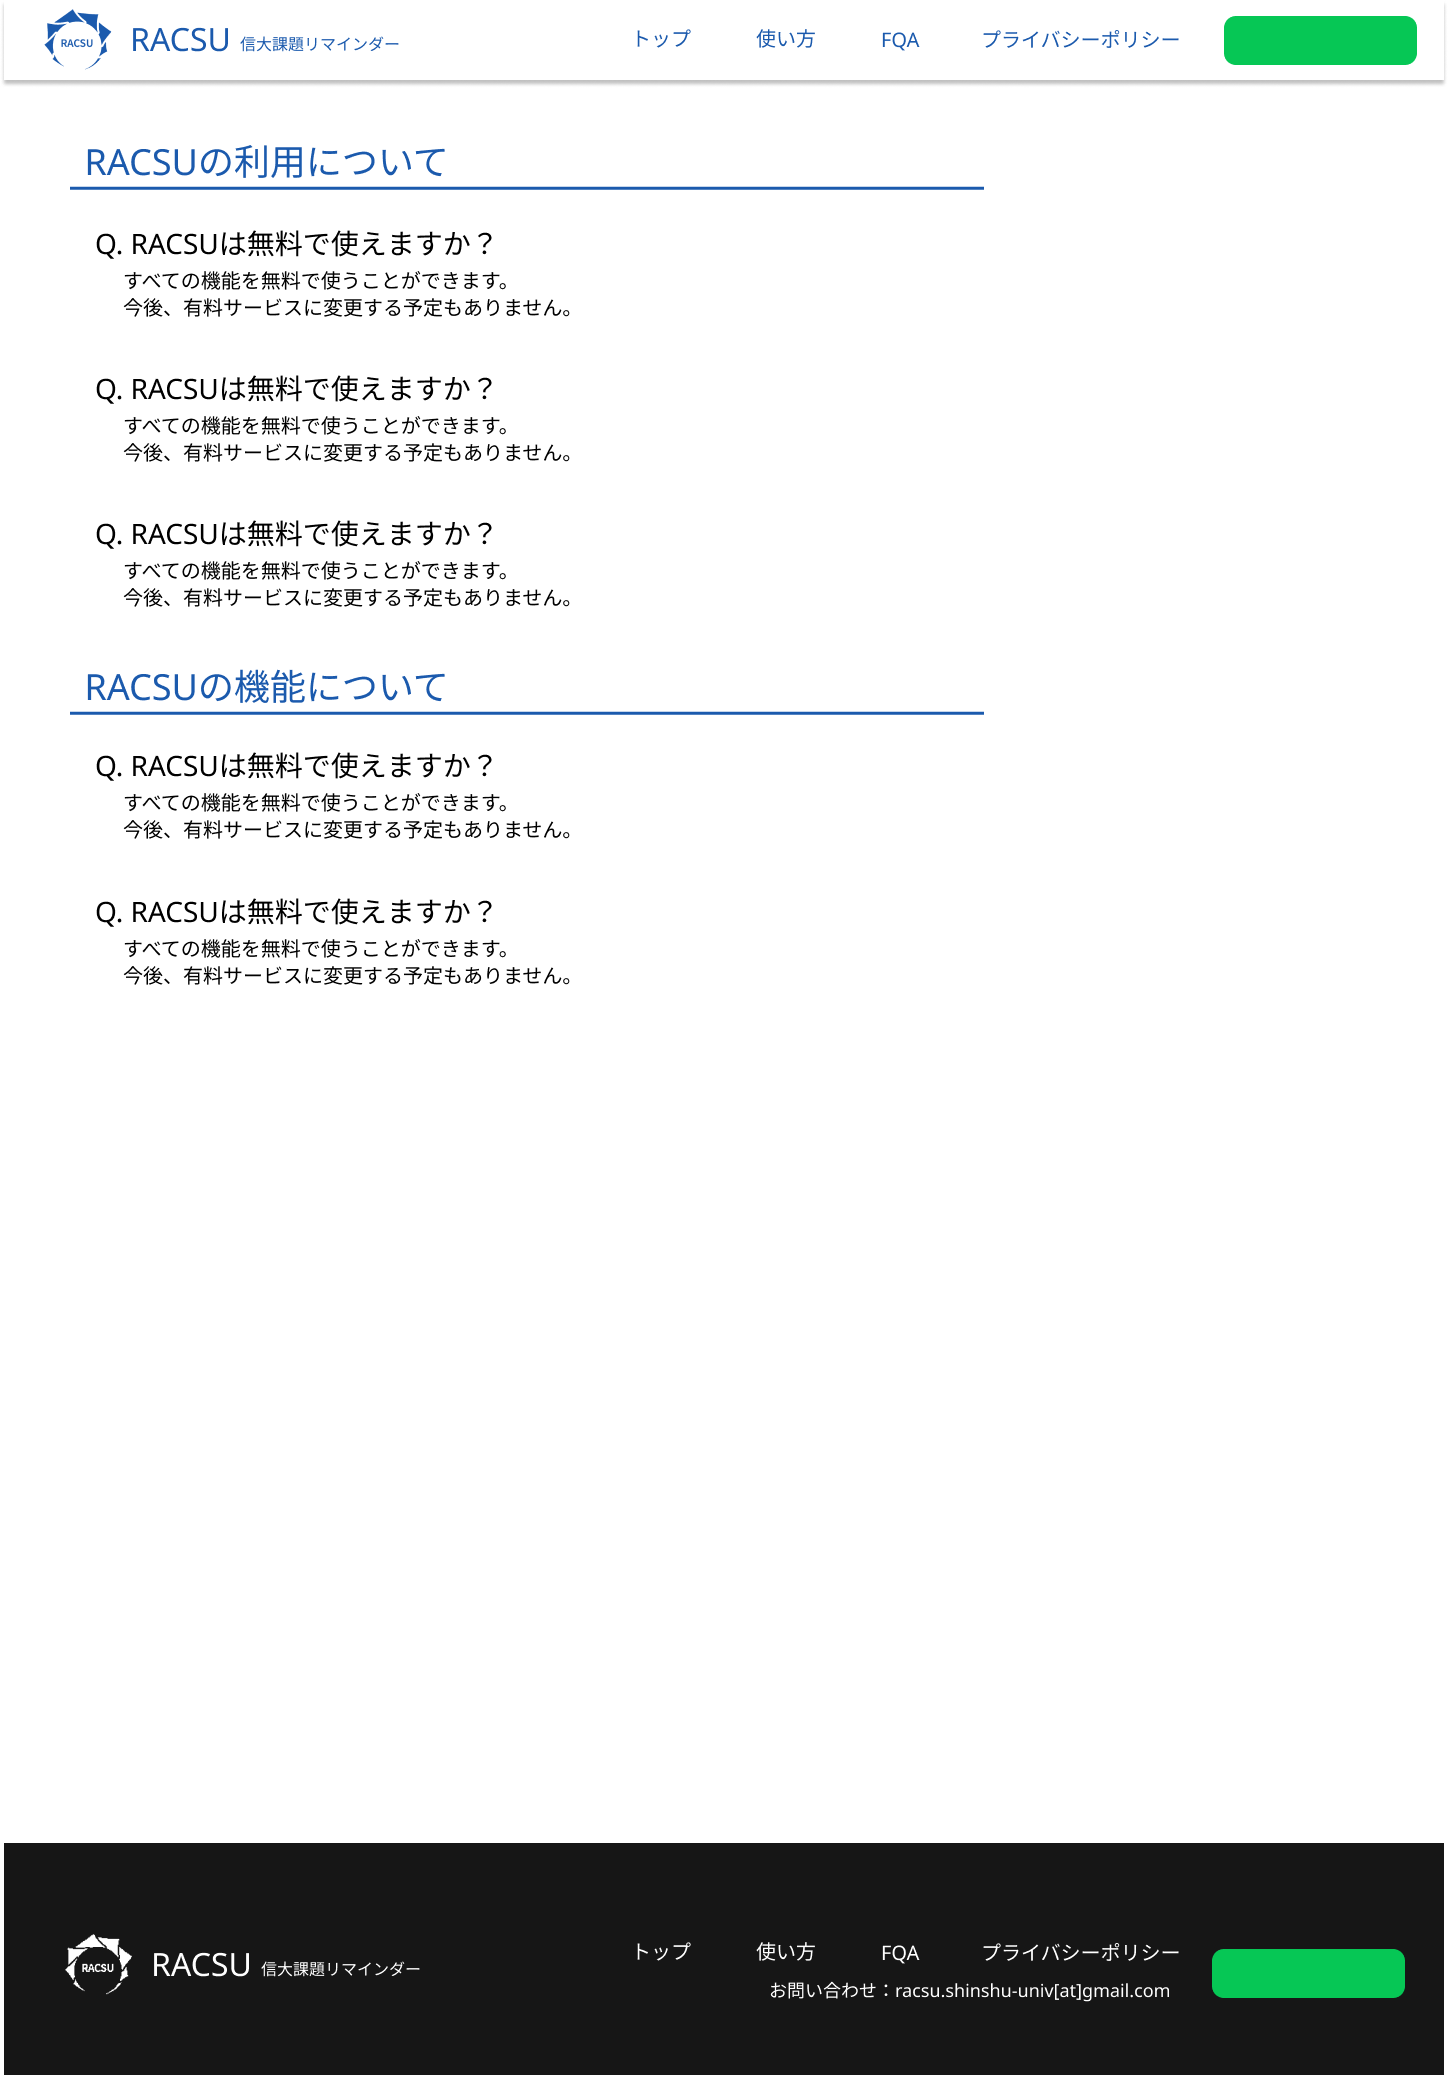 RACSU
RACSU 信大課題リマインダー
トップ 使い方 FQA プライバシーポリシー
RACSUの利用について
Q. RACSUは無料で使えますか？
すべての機能を無料で使うことができます。
今後、有料サービスに変更する予定もありません。
Q. RACSUは無料で使えますか？
すべての機能を無料で使うことができます。
今後、有料サービスに変更する予定もありません。
Q. RACSUは無料で使えますか？
すべての機能を無料で使うことができます。
今後、有料サービスに変更する予定もありません。
RACSUの機能について
Q. RACSUは無料で使えますか？
すべての機能を無料で使うことができます。
今後、有料サービスに変更する予定もありません。
Q. RACSUは無料で使えますか？
すべての機能を無料で使うことができます。
今後、有料サービスに変更する予定もありません。
RACSU
RACSU 信大課題リマインダー
トップ 使い方 FQA プライバシーポリシー
お問い合わせ：racsu.shinshu-univ[at]gmail.com